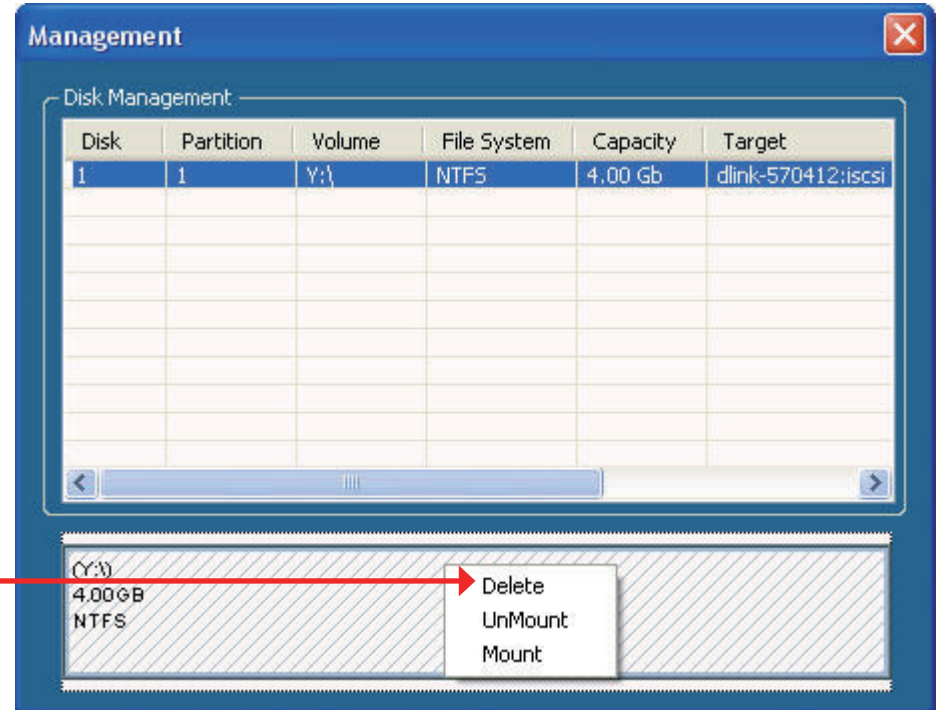 Management
Disk Management
Disk Partition Volume File System Capacity Target
1 1 Y:\ NTFS 4.00 Gb dlink-570412:iscsi
(Y:\)
4.00GB
NTFS
Delete
UnMount
Mount